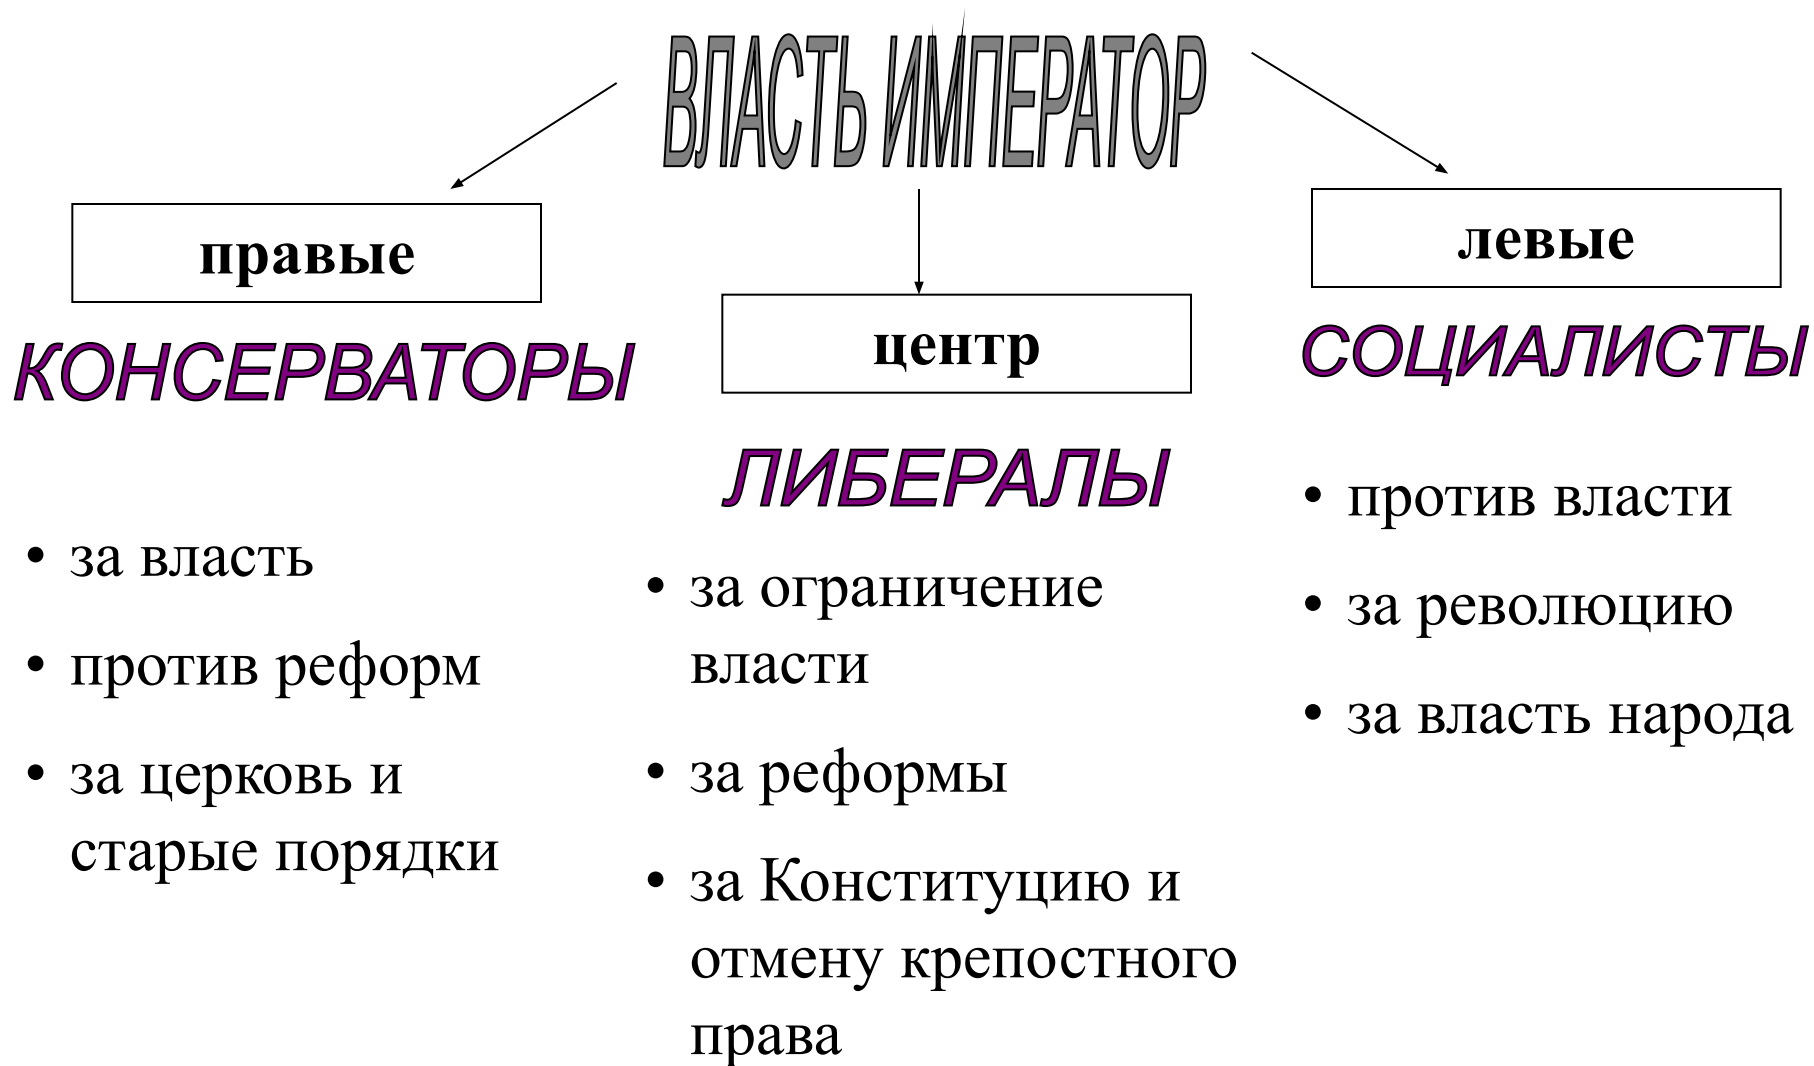 ВЛАСТЬ ИМПЕРАТОР
правые
КОНСЕРВАТОРЫ
• за власть
• против реформ
• за церковь и
старые порядки
центр
ЛИБЕРАЛЫ
• за ограничение
власти
• за реформы
• за Конституцию и
отмену крепостного
права
левые
СОЦИАЛИСТЫ
• против власти
• за революцию
• за власть народа